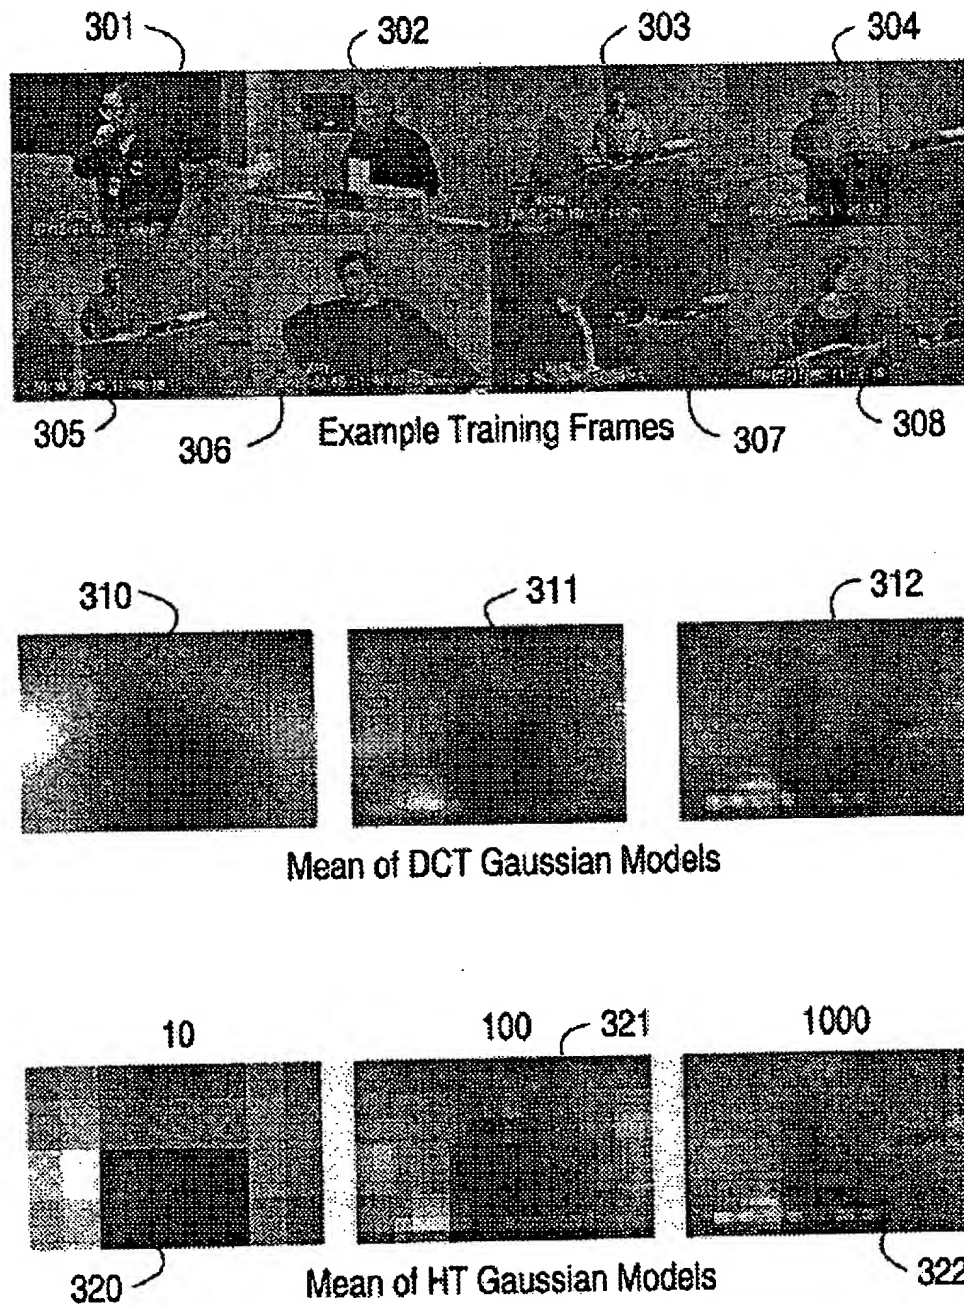 301 302 303 304
305 306 Example Training Frames 307 308
310 311 312
Mean of DCT Gaussian Models
10 100 321 1000
320 Mean of HT Gaussian Models 322